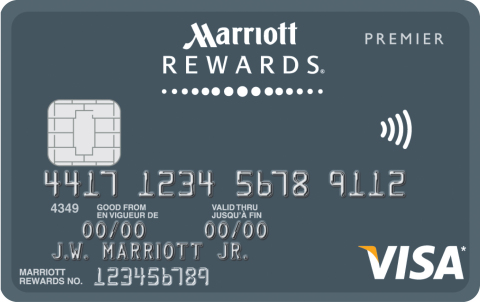 Marriott
REWARDS®
PREMIER
4417 1234 5678 9112
4349
GOOD FROM
EN VIGUEUR DE
VALID THRU
JUSQU'À FIN
00/00 00/00
J.W. MARRIOTT JR.
MARRIOTT
REWARDS NO.
123456789
VISA*